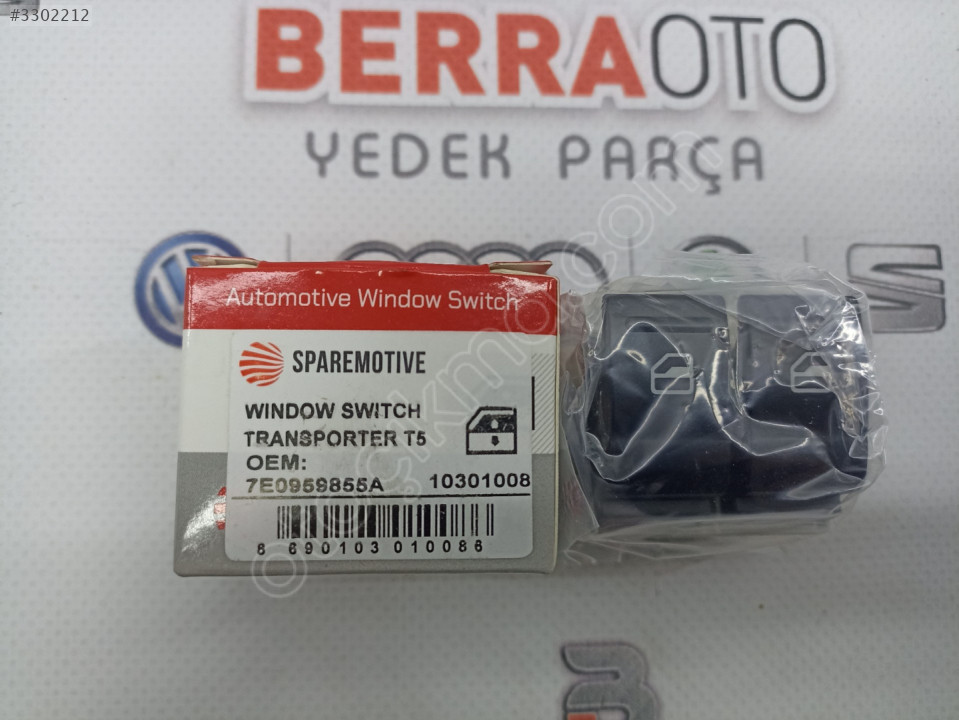 #3302212
BERRAOTO
YEDEK PARÇA
Automotive Window Switch
SPAREMOTIVE
WINDOW SWITCH
TRANSPORTER T5
OEM:
7E0959855A 10301008
8 690103 010086